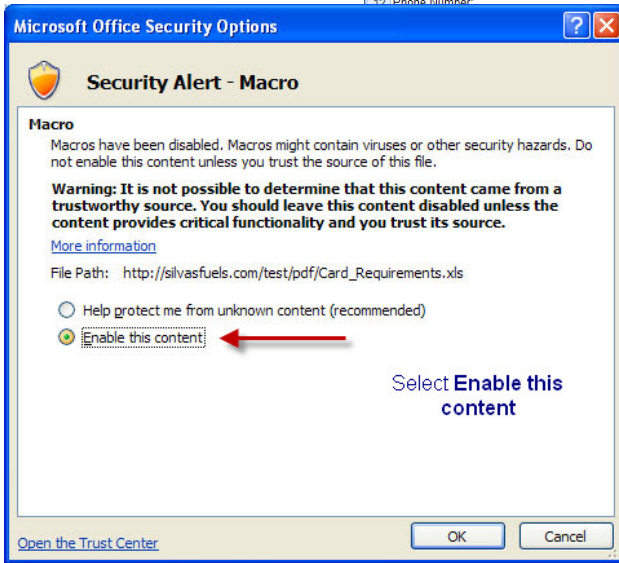 12 Phone Number:
Microsoft Office Security Options
Security Alert - Macro
Macro
Macros have been disabled. Macros might contain viruses or other security hazards. Do
not enable this content unless you trust the source of this file.
Warning: It is not possible to determine that this content came from a
trustworthy source. You should leave this content disabled unless the
content provides critical functionality and you trust its source.
More information
File Path: http://silvasfuels.com/test/pdf/Card_Requirements.xls
Help protect me from unknown content (recommended)
Enable this content
Select Enable this
content
Open the Trust Center
OK
Cancel